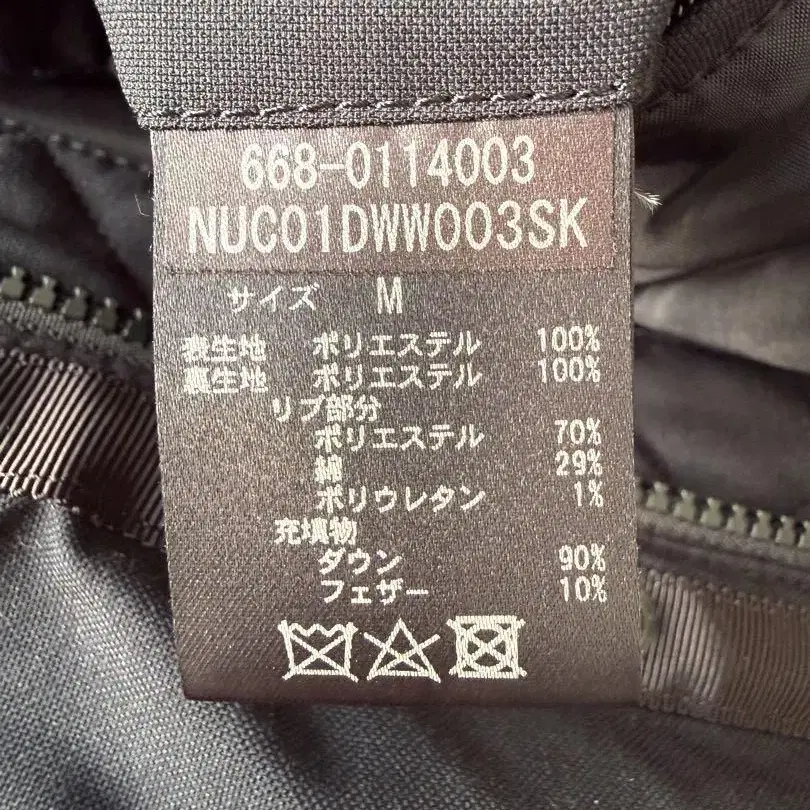 668-0114003
NUC01DWW003SK
サイズ M
表生地 ポリエステル 100%
裏生地 ポリエステル 100%
リブ部分
ポリエステル 70%
綿 29%
ポリウレタン 1%
充填物
ダウン 90%
フェザー 10%